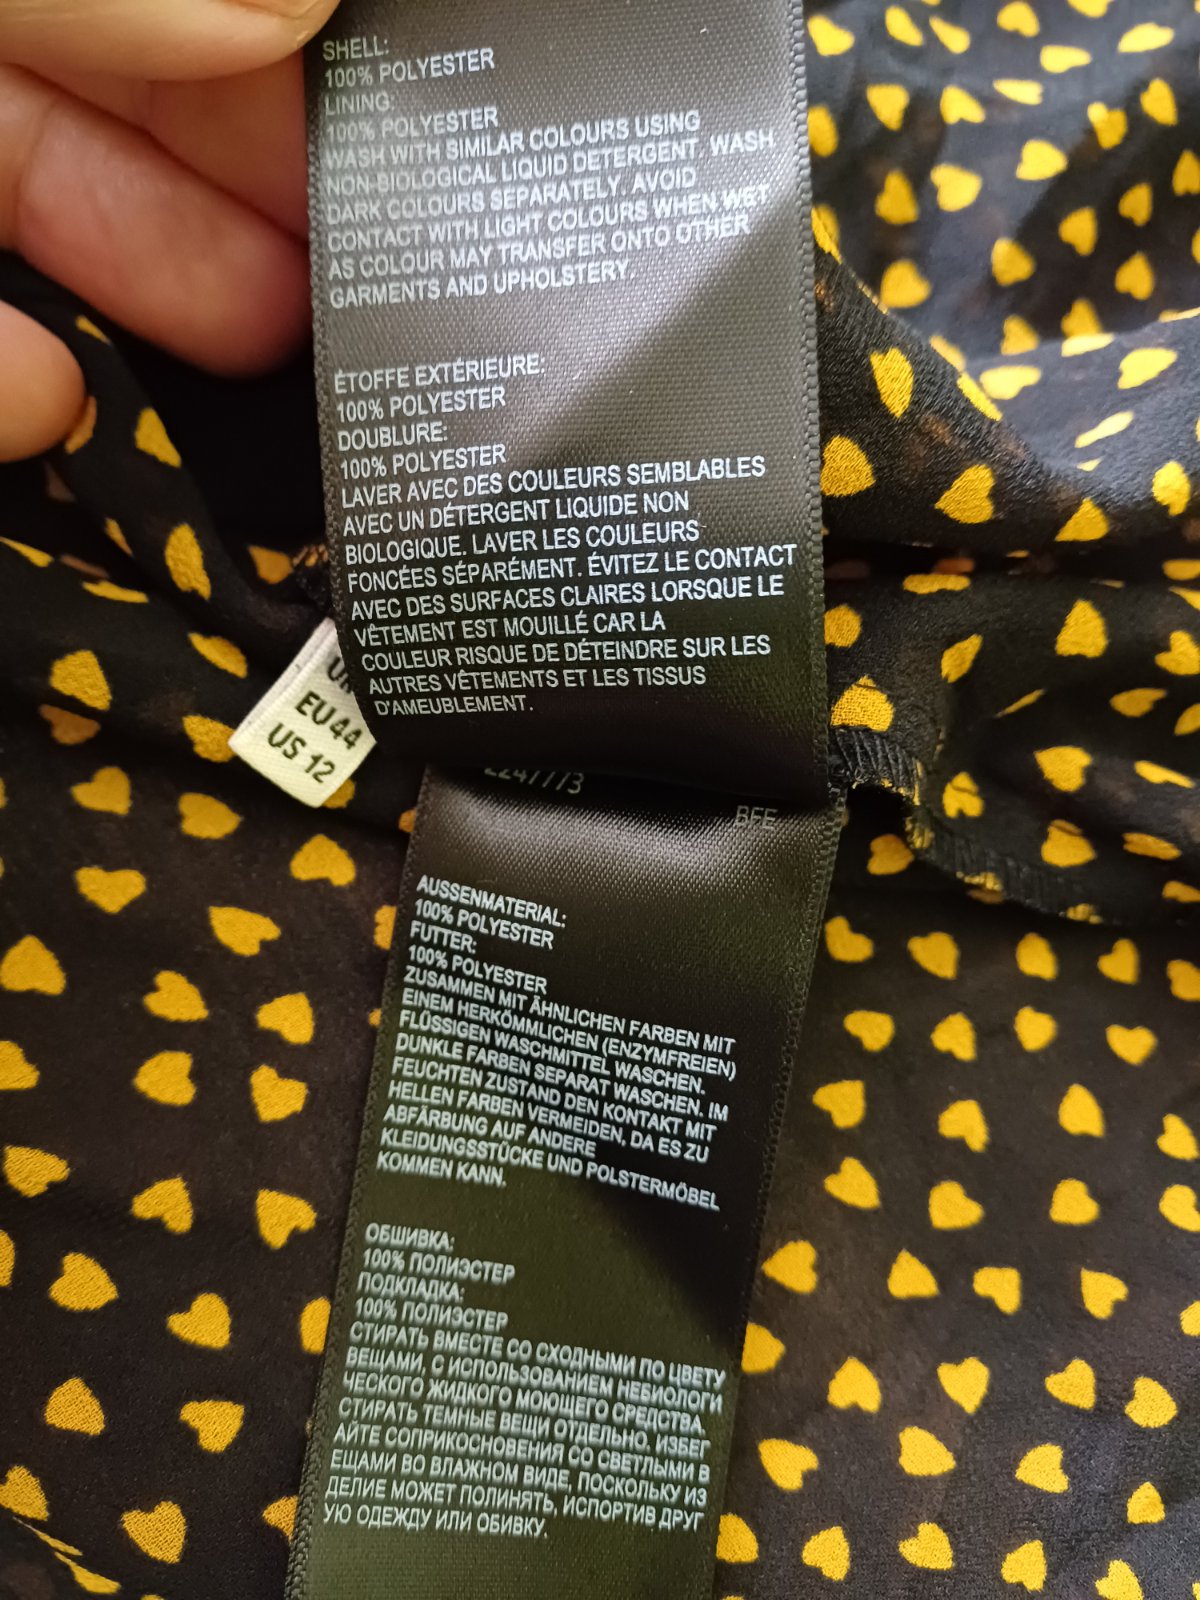 SHELL:
100% POLYESTER
LINING:
100% POLYESTER
WASH WITH SIMILAR COLOURS USING
NON-BIOLOGICAL LIQUID DETERGENT. WASH
DARK COLOURS SEPARATELY. AVOID
CONTACT WITH LIGHT COLOURS WHEN WET
AS COLOUR MAY TRANSFER ONTO OTHER
GARMENTS AND UPHOLSTERY.
ÉTOFFE EXTÉRIEURE:
100% POLYESTER
DOUBLURE:
100% POLYESTER
LAVER AVEC DES COULEURS SEMBLABLES
AVEC UN DÉTERGENT LIQUIDE NON
BIOLOGIQUE. LAVER LES COULEURS
FONCÉES SÉPARÉMENT. ÉVITEZ LE CONTACT
AVEC DES SURFACES CLAIRES LORSQUE LE
VÊTEMENT EST MOUILLÉ CAR LA
COULEUR RISQUE DE DÉTEINDRE SUR LES
AUTRES VÊTEMENTS ET LES TISSUS
D'AMEUBLEMENT.
EU44
US 12
BFE
AUSSENMATERIAL:
100% POLYESTER
FUTTER:
100% POLYESTER
ZUSAMMEN MIT ÄHNLICHEN FARBEN MIT
EINEM HERKÖMMLICHEN (ENZYMFREIEN)
FLÜSSIGEN WASCHMITTEL WASCHEN.
DUNKLE FARBEN SEPARAT WASCHEN. IM
FEUCHTEN ZUSTAND DEN KONTAKT MIT
HELLEN FARBEN VERMEIDEN, DA ES ZU
ABFÄRBUNG AUF ANDERE
KLEIDUNGSSTÜCKE UND POLSTERMÖBEL
KOMMEN KANN.
ОБШИВКА:
100% ПОЛИЭСТЕР
ПОДКЛАДКА:
100% ПОЛИЭСТЕР
СТИРАТЬ ВМЕСТЕ СО СХОДНЫМИ ПО ЦВЕТУ
ВЕЩАМИ, С ИСПОЛЬЗОВАНИЕМ НЕБИОЛОГИ
ЧЕСКОГО ЖИДКОГО МОЮЩЕГО СРЕДСТВА.
СТИРАТЬ ТЕМНЫЕ ВЕЩИ ОТДЕЛЬНО. ИЗБЕГ
АЙТЕ СОПРИКОСНОВЕНИЯ СО СВЕТЛЫМИ В
ЕЩАМИ ВО ВЛАЖНОМ ВИДЕ, ПОСКОЛЬКУ ИЗ
ДЕЛИЕ МОЖЕТ ПОЛИНЯТЬ, ИСПОРТИВ ДРУГ
УЮ ОДЕЖДУ ИЛИ ОБИВКУ.